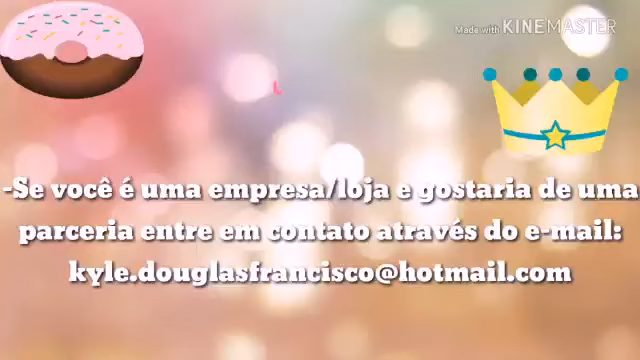 Made with KINEMASTER
-Se você é uma empresa/loja e gostaria de uma
parceria entre em contato através do e-mail:
kyle.douglasfrancisco@hotmail.com